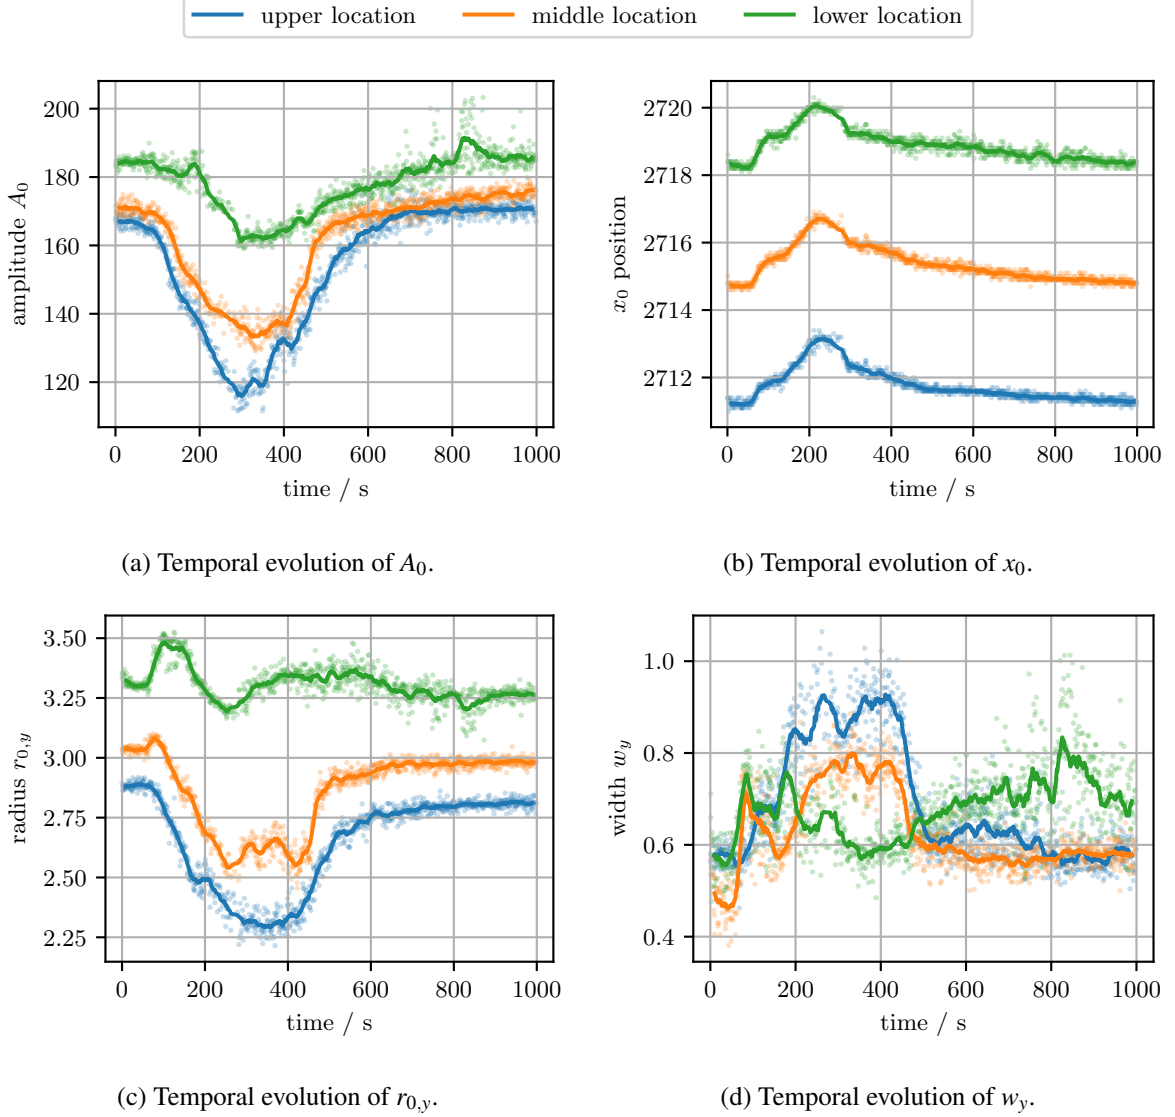 upper location middle location lower location
200
180
160
140
120
amplitude A₀
0 200 400 600 800 1000
time / s
(a) Temporal evolution of A₀.
2720
2718
2716
2714
2712
x₀ position
0 200 400 600 800 1000
time / s
(b) Temporal evolution of x₀.
3.50
3.25
3.00
2.75
2.50
2.25
radius r₀,y
0 200 400 600 800 1000
time / s
(c) Temporal evolution of r₀,y.
1.0
0.8
0.6
0.4
width w_y
0 200 400 600 800 1000
time / s
(d) Temporal evolution of w_y.